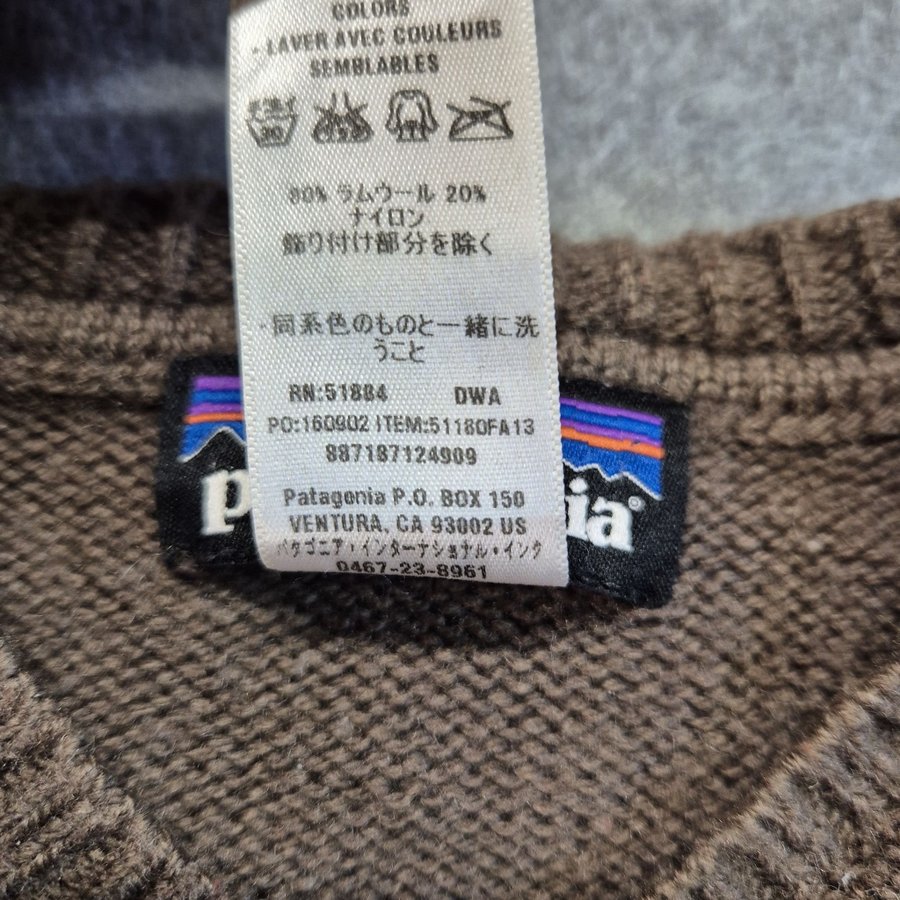 COLORS
• LAVER AVEC COULEURS
SEMBLABLES
80% ラムウール 20%
ナイロン
飾り付け部分を除く
・同系色のものと一緒に洗
うこと
RN:51884 DWA
PO:160902 ITEM:51180FA13
887187124909
Patagonia P.O. BOX 150
VENTURA, CA 93002 US
パタゴニア・インターナショナル・インク
0467-23-8961
p ia®